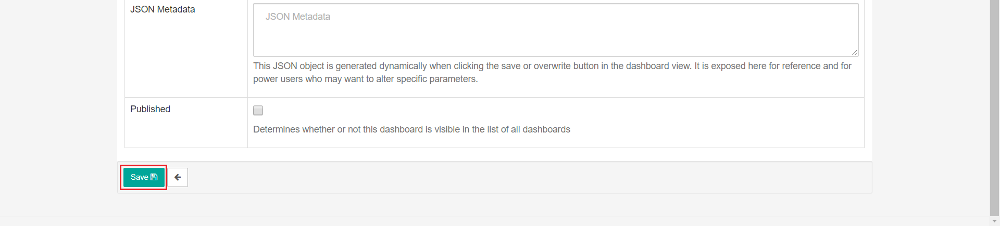 JSON Metadata
JSON Metadata
This JSON object is generated dynamically when clicking the save or overwrite button in the dashboard view. It is exposed here for reference and for
power users who may want to alter specific parameters.
Published
Determines whether or not this dashboard is visible in the list of all dashboards
Save